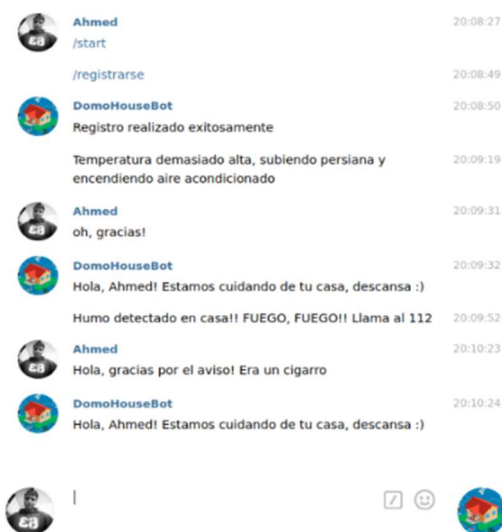 Ahmed 20:08:27
/start
/registrarse 20:08:49
DomoHouseBot 20:08:50
Registro realizado exitosamente
Temperatura demasiado alta, subiendo persiana y 20:09:19
encendiendo aire acondicionado
Ahmed 20:09:31
oh, gracias!
DomoHouseBot 20:09:32
Hola, Ahmed! Estamos cuidando de tu casa, descansa :)
Humo detectado en casa!! FUEGO, FUEGO!! Llama al 112 20:09:52
Ahmed 20:10:23
Hola, gracias por el aviso! Era un cigarro
DomoHouseBot 20:10:24
Hola, Ahmed! Estamos cuidando de tu casa, descansa :)